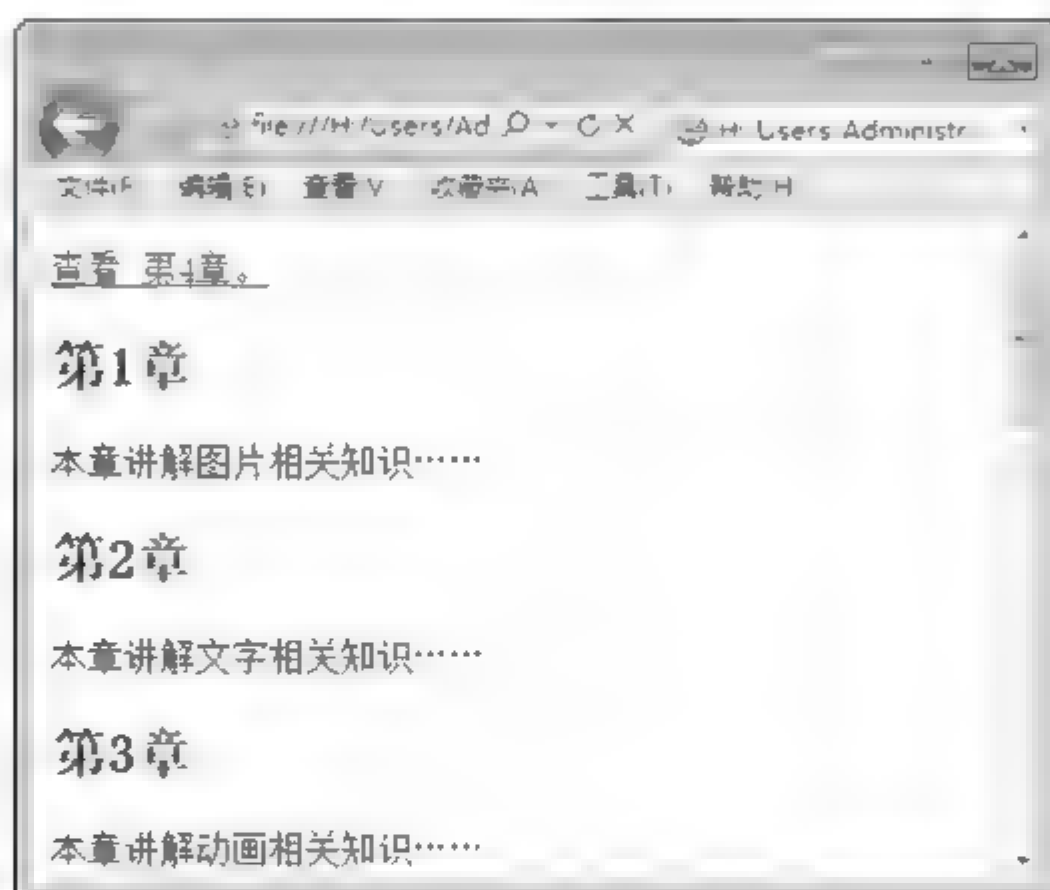 file:///H:/Users/Ad H:\Users\Administr
文件(F) 编辑(E) 查看(V) 收藏夹(A) 工具(T) 帮助(H)
查看 第4章。
第1章
本章讲解图片相关知识……
第2章
本章讲解文字相关知识……
第3章
本章讲解动画相关知识……